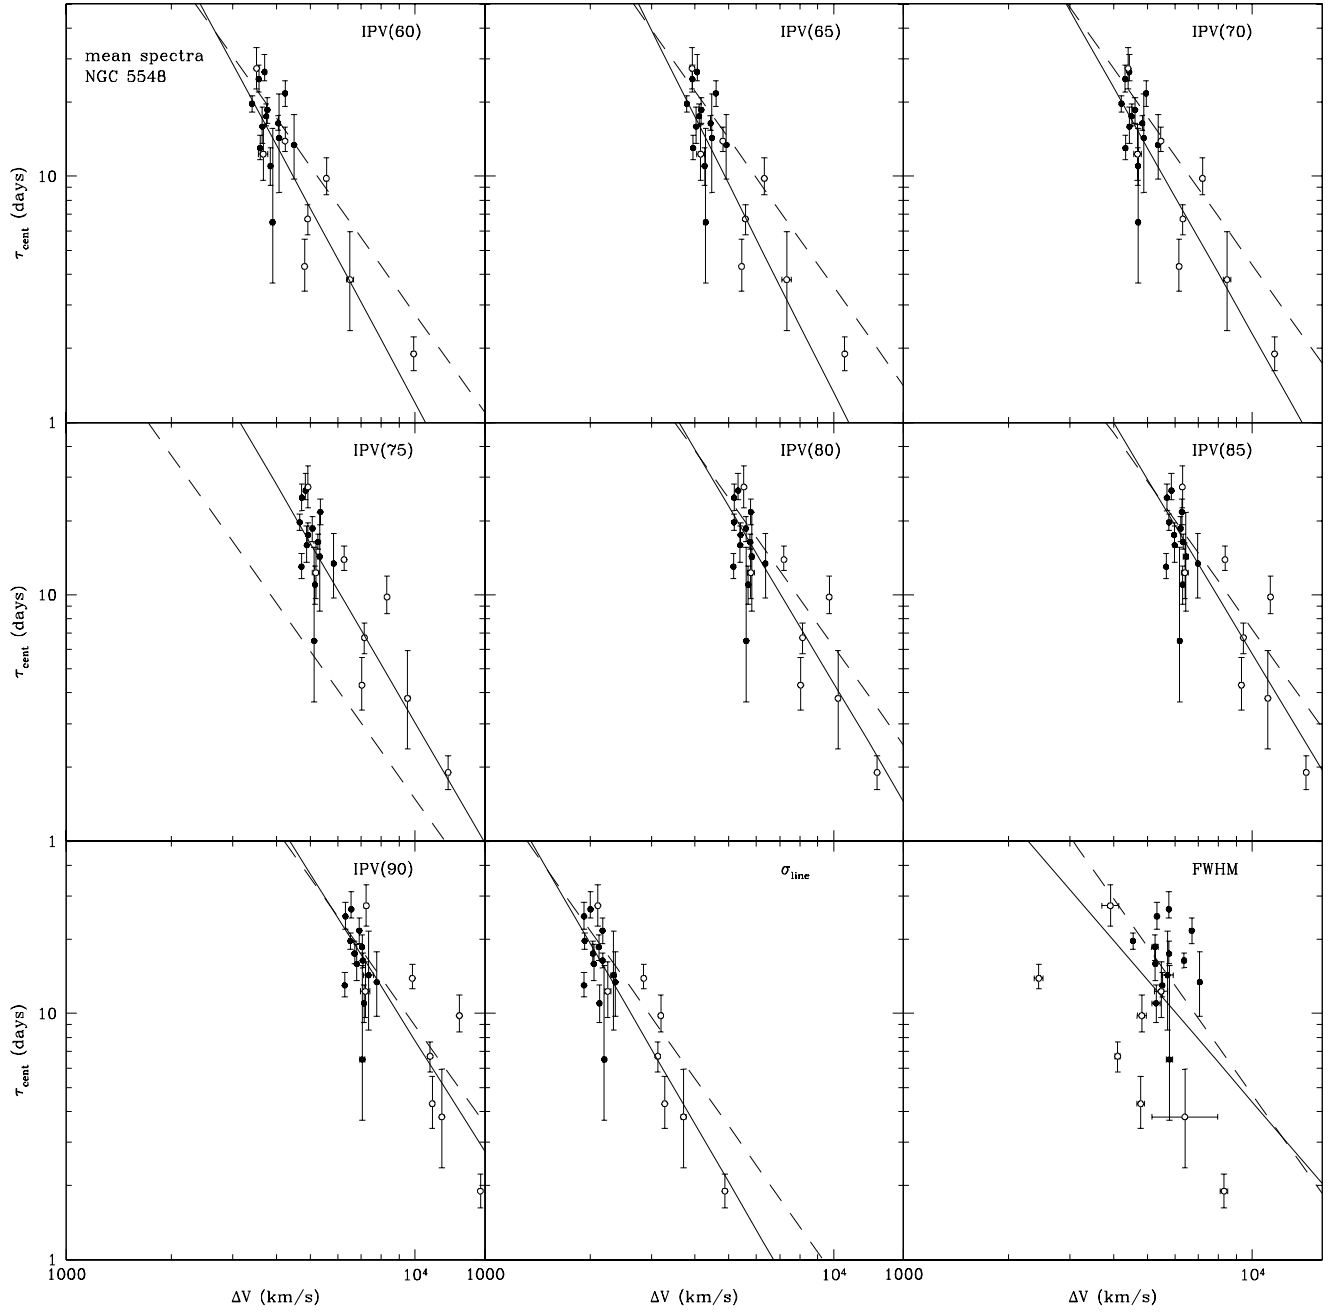 IPV(60)
IPV(65)
IPV(70)
mean spectra
NGC 5548
10
τcent (days)
1
IPV(75)
IPV(80)
IPV(85)
10
τcent (days)
1
IPV(90)
σline
FWHM
10
τcent (days)
1
1000
10⁴
1000
10⁴
1000
10⁴
ΔV (km/s)
ΔV (km/s)
ΔV (km/s)